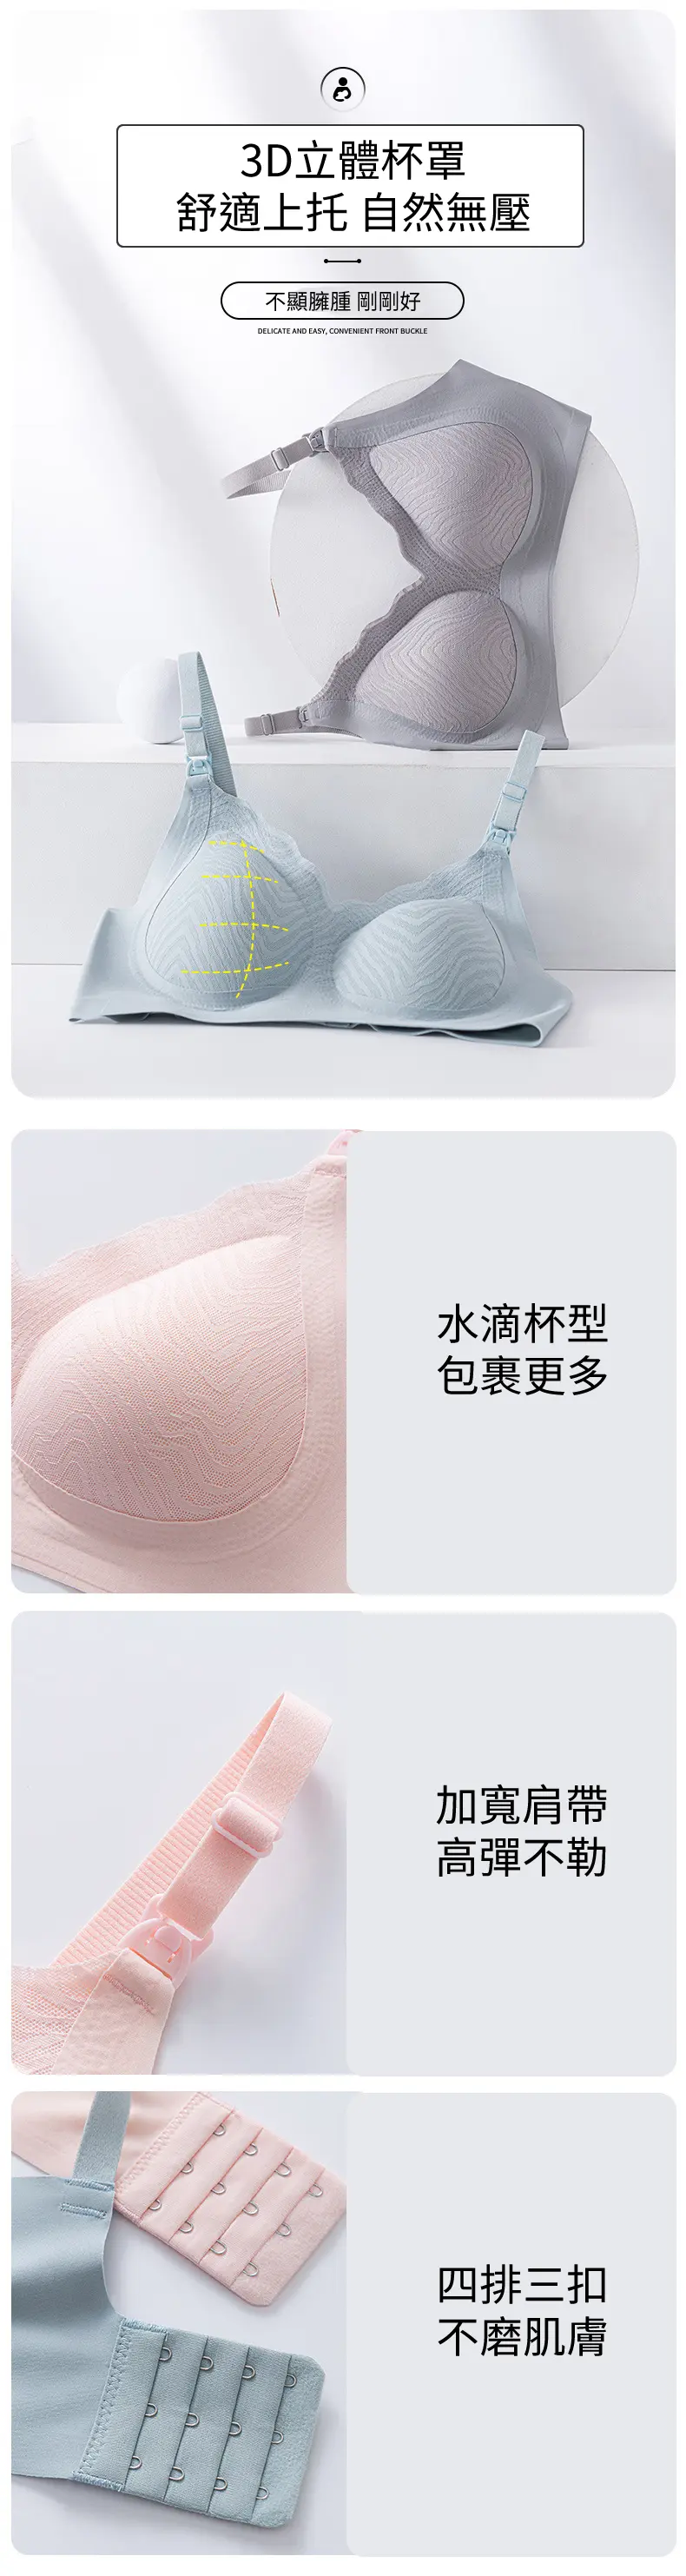 3D立體杯罩
舒適上托 自然無壓
不顯臃腫 剛剛好
DELICATE AND EASY, CONVENIENT FRONT BUCKLE
水滴杯型
包裹更多
加寬肩帶
高彈不勒
四排三扣
不磨肌膚